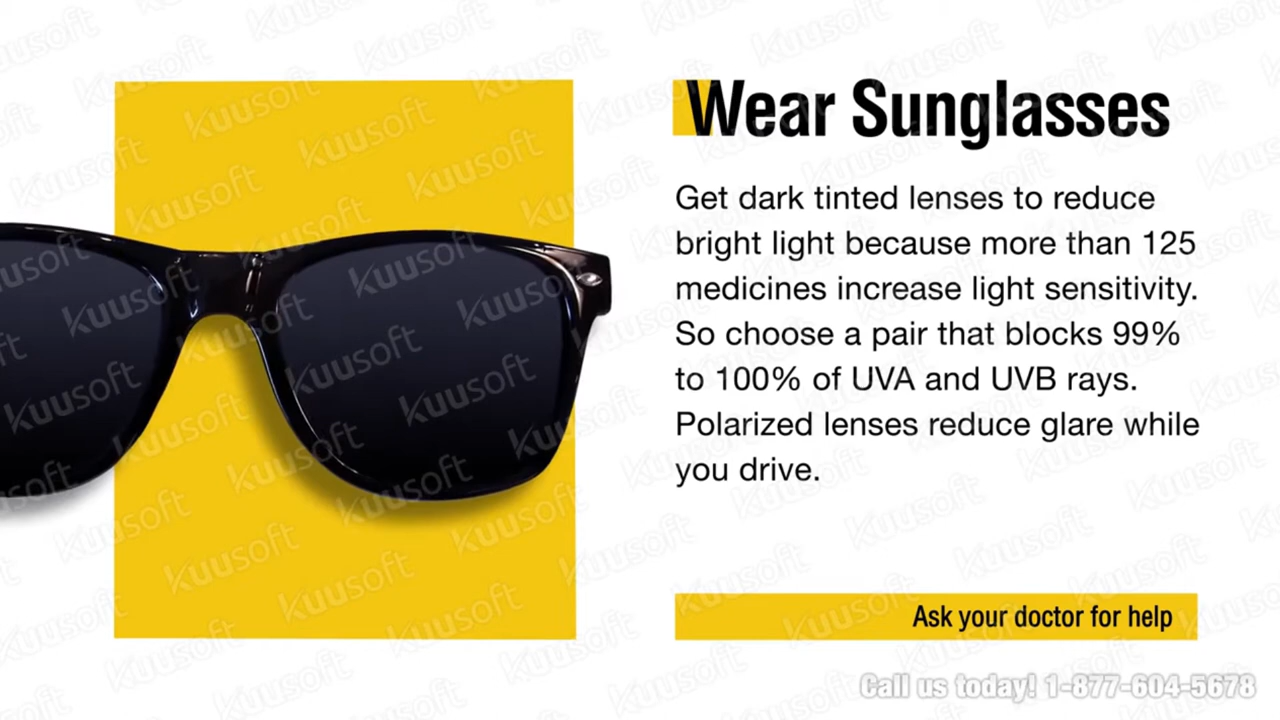 Wear Sunglasses
Get dark tinted lenses to reduce
bright light because more than 125
medicines increase light sensitivity.
So choose a pair that blocks 99%
to 100% of UVA and UVB rays.
Polarized lenses reduce glare while
you drive.
Ask your doctor for help
Call us today! 1-877-604-5678
Kuusoft